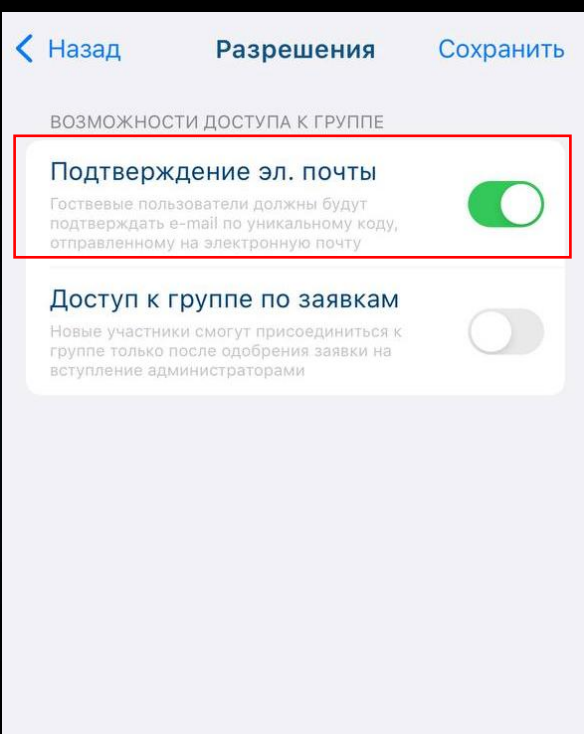 Назад Разрешения Сохранить
ВОЗМОЖНОСТИ ДОСТУПА К ГРУППЕ
Подтверждение эл. почты
Гоствевые пользователи должны будут
подтверждать e-mail по уникальному коду,
отправленному на электронную почту
Доступ к группе по заявкам
Новые участники смогут присоединиться к
группе только после одобрения заявки на
вступление администраторами